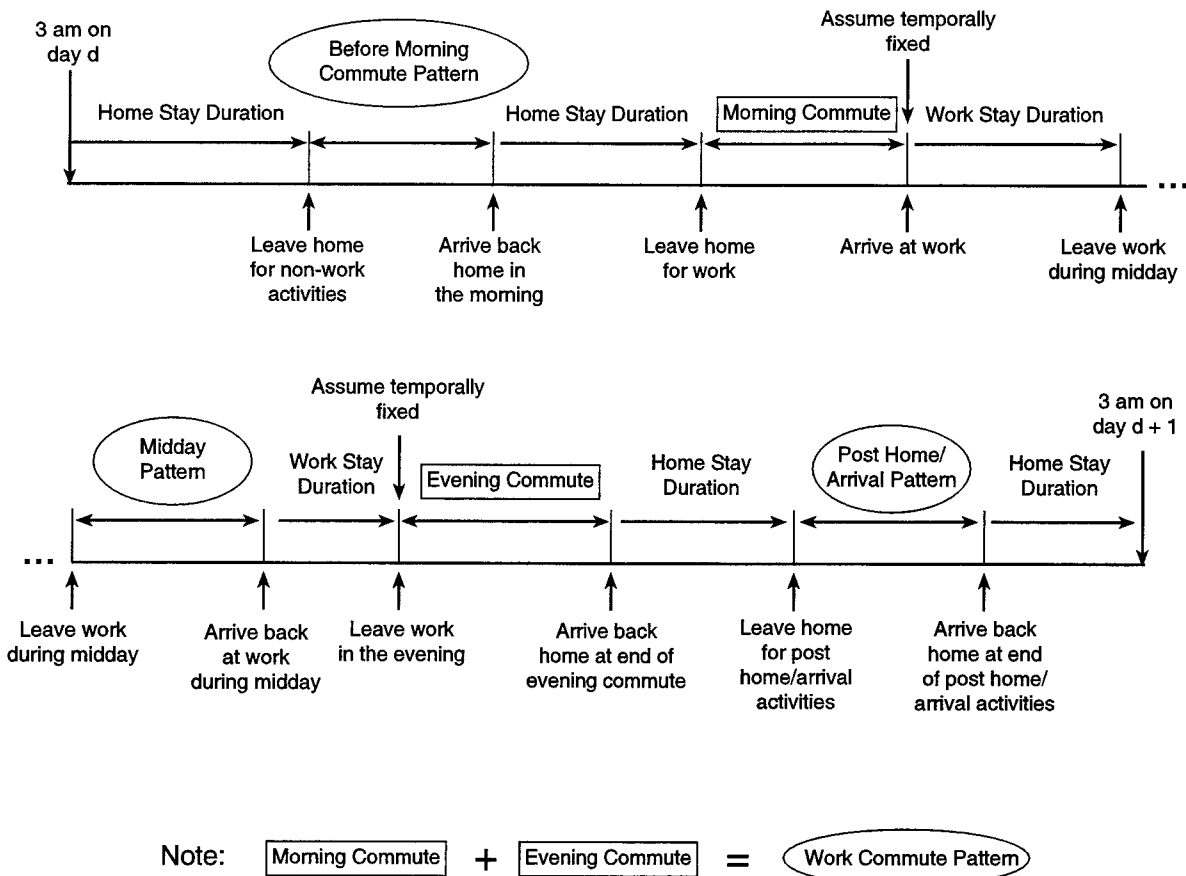 3 am on
day d
Before Morning
Commute Pattern
Assume temporally
fixed
Home Stay Duration
Home Stay Duration
Morning Commute
Work Stay Duration
...
Leave home
for non-work
activities
Arrive back
home in
the morning
Leave home
for work
Arrive at work
Leave work
during midday
Assume temporally
fixed
3 am on
day d + 1
Midday
Pattern
Work Stay
Duration
Evening Commute
Home Stay
Duration
Post Home/
Arrival Pattern
Home Stay
Duration
...
Leave work
during midday
Arrive back
at work
during midday
Leave work
in the evening
Arrive back
home at end of
evening commute
Leave home
for post
home/arrival
activities
Arrive back
home at end
of post home/
arrival activities
Note: Morning Commute + Evening Commute = Work Commute Pattern